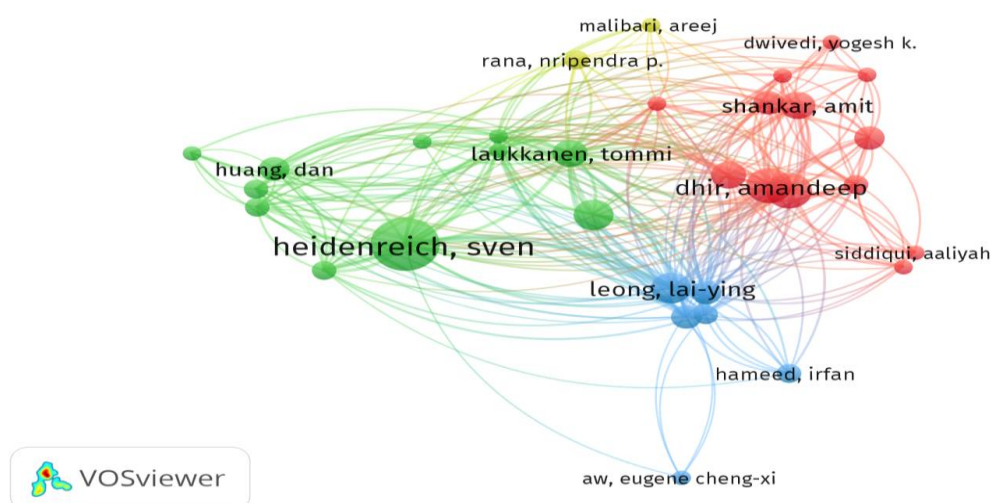 malibari, areej
dwivedi, yogesh k.
rana, nripendra p.
shankar, amit
laukkanen, tommi
huang, dan
dhir, amandeep
heidenreich, sven
siddiqui, aaliyah
leong, lai-ying
hameed, irfan
aw, eugene cheng-xi
VOSviewer